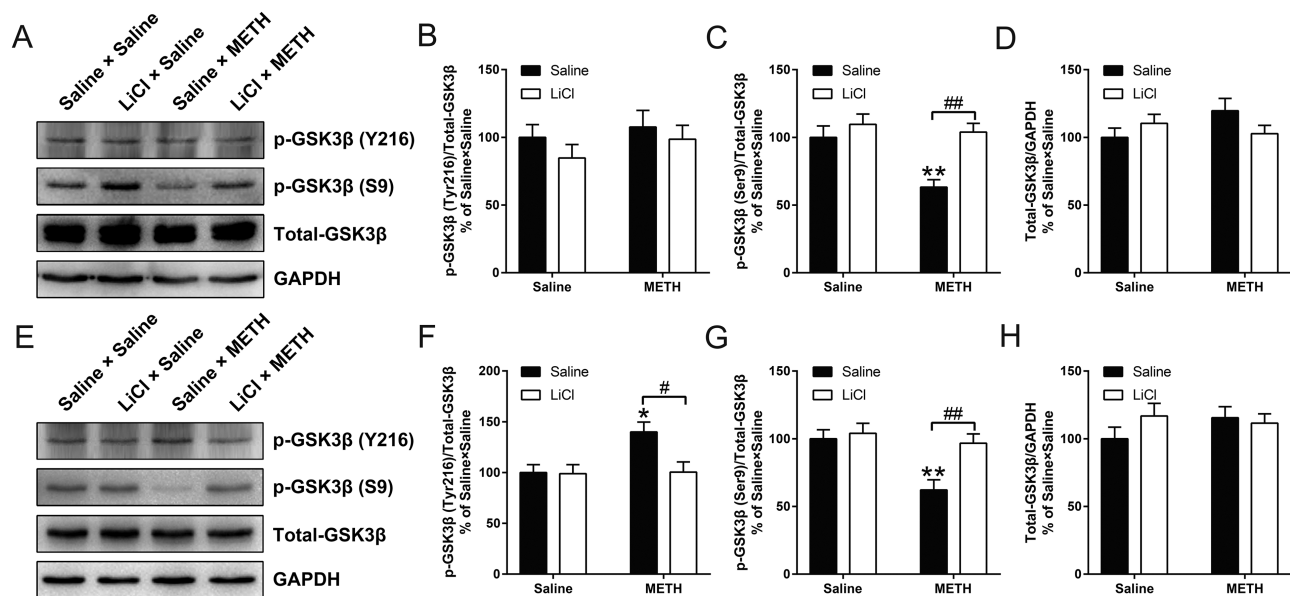 A
Saline × Saline
LiCl × Saline
Saline × METH
LiCl × METH
p-GSK3β (Y216)
p-GSK3β (S9)
Total-GSK3β
GAPDH
B
p-GSK3β (Tyr216)/Total-GSK3β
% of Saline×Saline
150
100
50
0
Saline
LiCl
Saline
METH
C
p-GSK3β (Ser9)/Total-GSK3β
% of Saline×Saline
150
100
50
0
Saline
LiCl
##
**
Saline
METH
D
Total-GSK3β/GAPDH
% of Saline×Saline
150
100
50
0
Saline
LiCl
Saline
METH
E
Saline × Saline
LiCl × Saline
Saline × METH
LiCl × METH
p-GSK3β (Y216)
p-GSK3β (S9)
Total-GSK3β
GAPDH
F
p-GSK3β (Tyr216)/Total-GSK3β
% of Saline×Saline
200
150
100
50
0
Saline
LiCl
#
*
Saline
METH
G
p-GSK3β (Ser9)/Total-GSK3β
% of Saline×Saline
150
100
50
0
Saline
LiCl
##
**
Saline
METH
H
Total-GSK3β/GAPDH
% of Saline×Saline
150
100
50
0
Saline
LiCl
Saline
METH